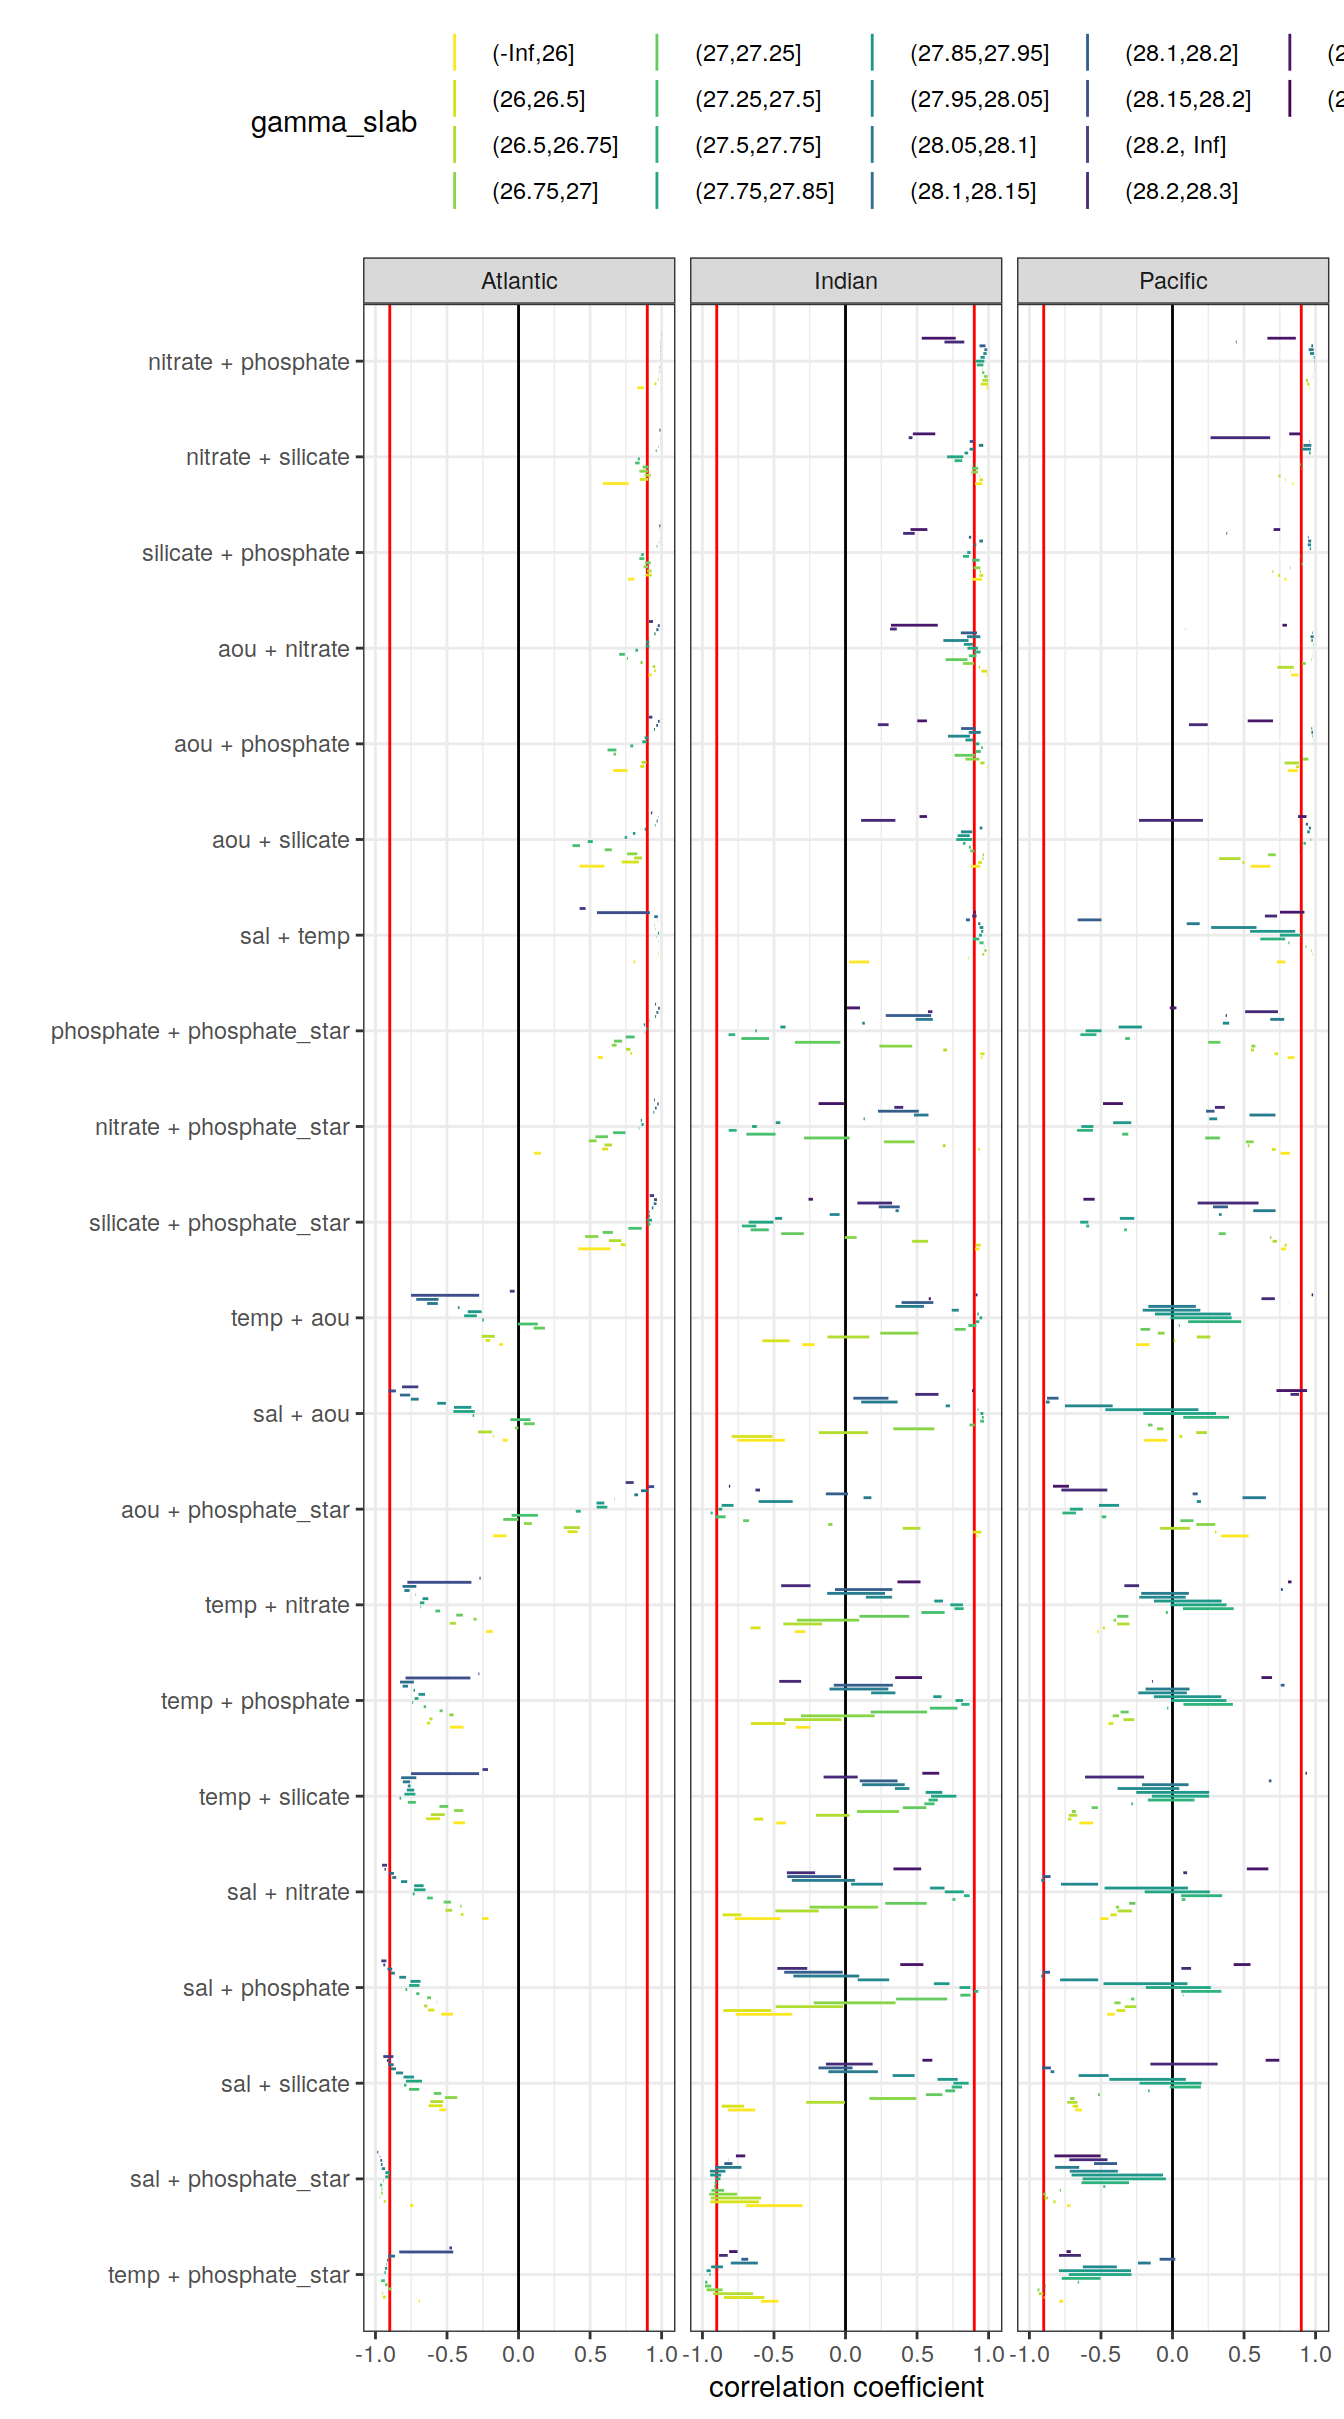 gamma_slab
(-Inf,26]
(26,26.5]
(26.5,26.75]
(26.75,27]
(27,27.25]
(27.25,27.5]
(27.5,27.75]
(27.75,27.85]
(27.85,27.95]
(27.95,28.05]
(28.05,28.1]
(28.1,28.15]
(28.1,28.2]
(28.15,28.2]
(28.2, Inf]
(28.2,28.3]
Atlantic Indian Pacific
nitrate + phosphate
nitrate + silicate
silicate + phosphate
aou + nitrate
aou + phosphate
aou + silicate
sal + temp
phosphate + phosphate_star
nitrate + phosphate_star
silicate + phosphate_star
temp + aou
sal + aou
aou + phosphate_star
temp + nitrate
temp + phosphate
temp + silicate
sal + nitrate
sal + phosphate
sal + silicate
sal + phosphate_star
temp + phosphate_star
-1.0 -0.5 0.0 0.5 1.0 -1.0 -0.5 0.0 0.5 1.0 -1.0 -0.5 0.0 0.5 1.0
correlation coefficient